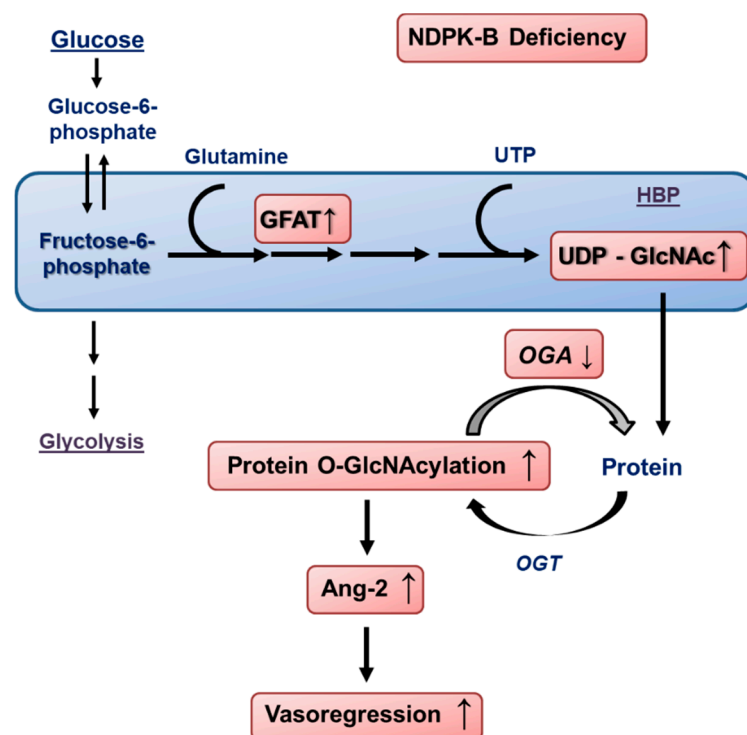 Glucose
NDPK-B Deficiency
Glucose-6-
phosphate
Glutamine
UTP
HBP
GFAT↑
Fructose-6-
phosphate
UDP - GlcNAc↑
OGA ↓
Glycolysis
Protein O-GlcNAcylation ↑
Protein
OGT
Ang-2 ↑
Vasoregression ↑